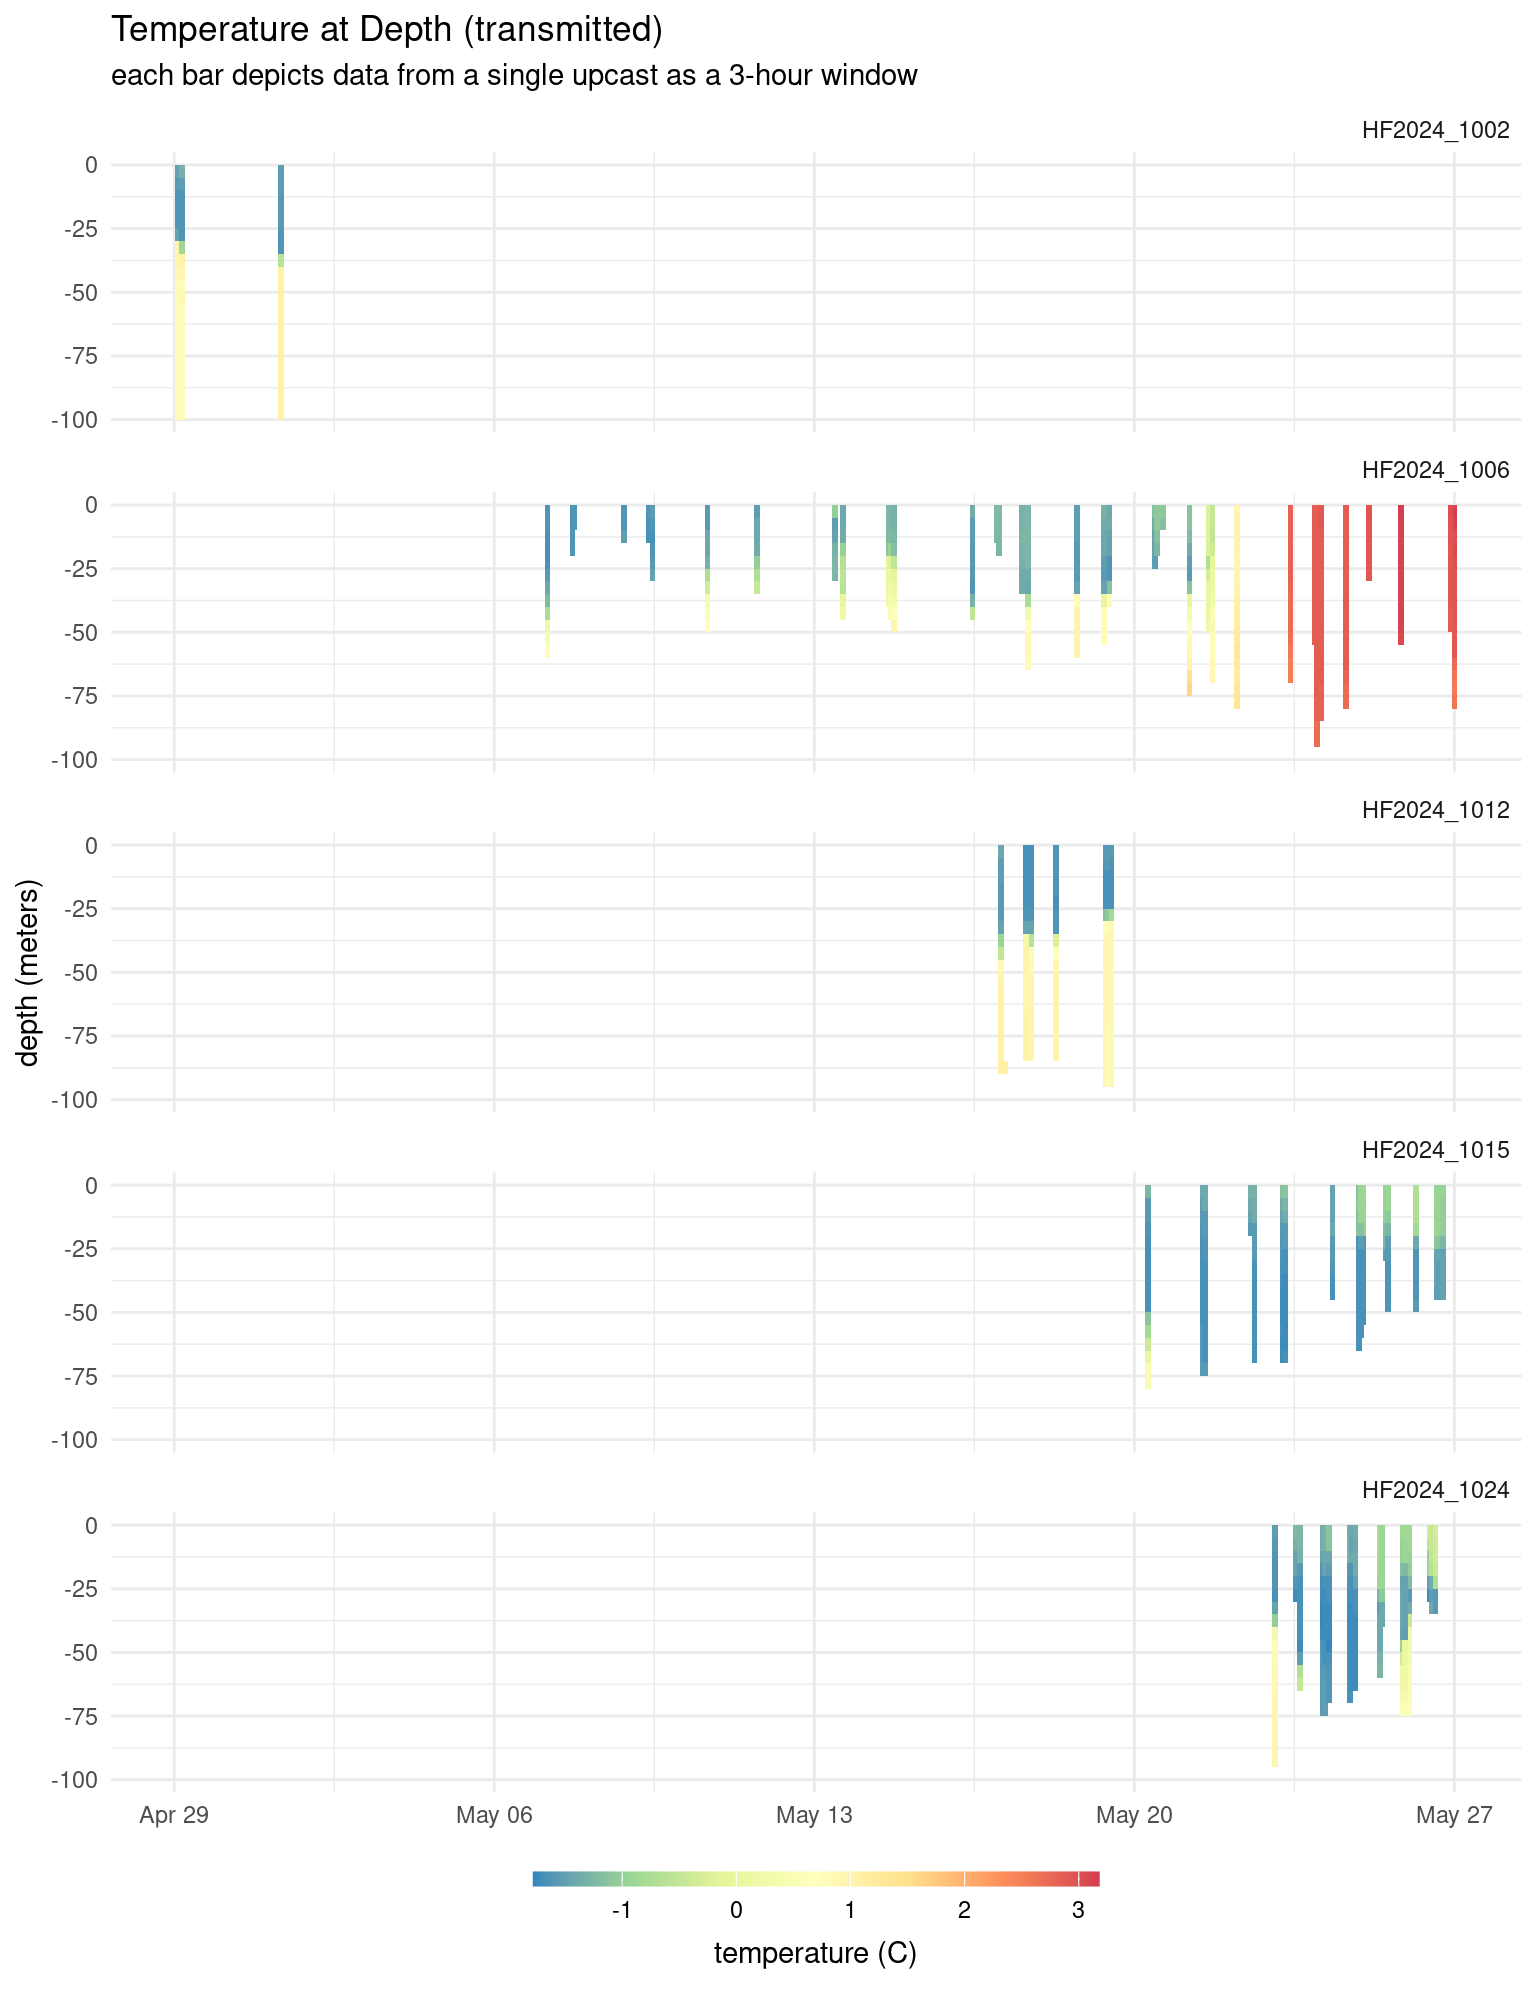 Temperature at Depth (transmitted)
each bar depicts data from a single upcast as a 3-hour window
HF2024_1002
0
-25
-50
-75
-100
HF2024_1006
0
-25
-50
-75
-100
HF2024_1012
0
-25
-50
-75
-100
depth (meters)
HF2024_1015
0
-25
-50
-75
-100
HF2024_1024
0
-25
-50
-75
-100
Apr 29 May 06 May 13 May 20 May 27
-1 0 1 2 3
temperature (C)